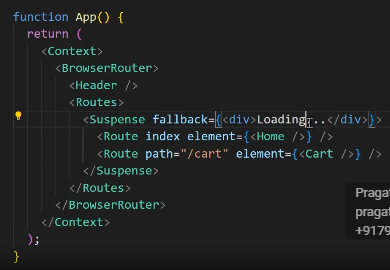 function App() {
return (
<Context>
<BrowserRouter>
<Header />
<Routes>
<Suspense fallback={<div>Loading...</div>}>
<Route index element={<Home />} />
<Route path="/cart" element={<Cart />} />
</Suspense>
</Routes>
</BrowserRouter>
</Context>
);
}
Pragat
pragat
+9179